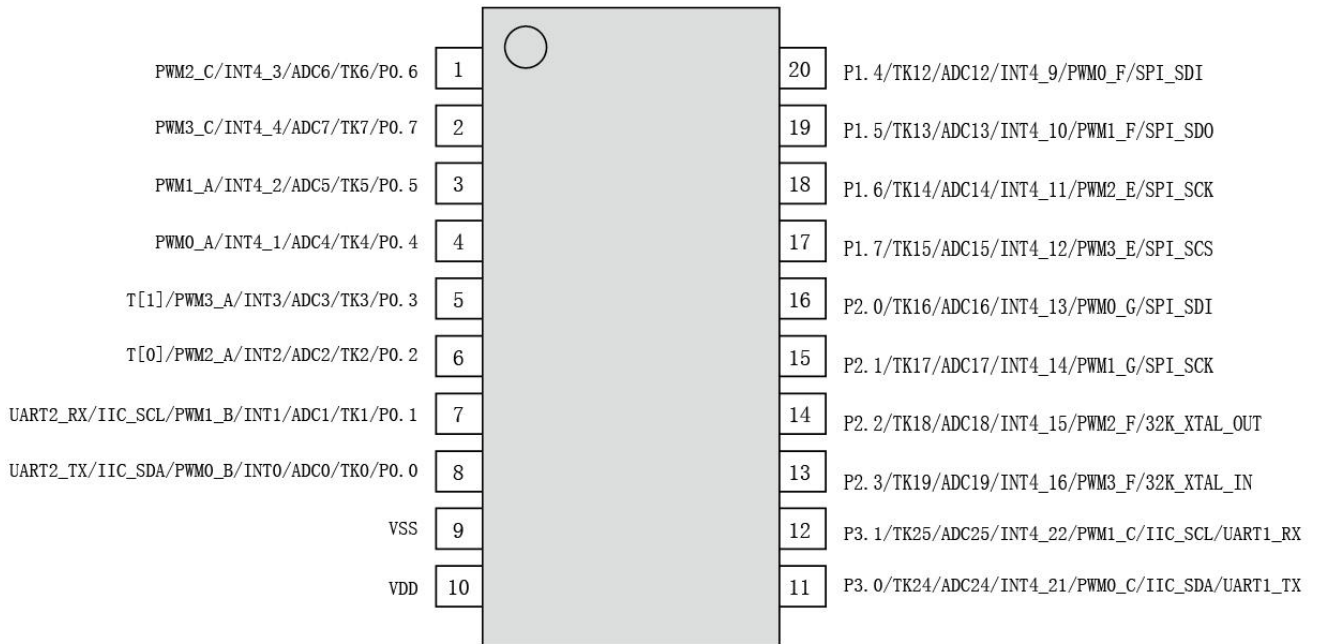 PWM2_C/INT4_3/ADC6/TK6/P0.6 1 20 P1.4/TK12/ADC12/INT4_9/PWM0_F/SPI_SDI
PWM3_C/INT4_4/ADC7/TK7/P0.7 2 19 P1.5/TK13/ADC13/INT4_10/PWM1_F/SPI_SDO
PWM1_A/INT4_2/ADC5/TK5/P0.5 3 18 P1.6/TK14/ADC14/INT4_11/PWM2_E/SPI_SCK
PWM0_A/INT4_1/ADC4/TK4/P0.4 4 17 P1.7/TK15/ADC15/INT4_12/PWM3_E/SPI_SCS
T[1]/PWM3_A/INT3/ADC3/TK3/P0.3 5 16 P2.0/TK16/ADC16/INT4_13/PWM0_G/SPI_SDI
T[0]/PWM2_A/INT2/ADC2/TK2/P0.2 6 15 P2.1/TK17/ADC17/INT4_14/PWM1_G/SPI_SCK
UART2_RX/IIC_SCL/PWM1_B/INT1/ADC1/TK1/P0.1 7 14 P2.2/TK18/ADC18/INT4_15/PWM2_F/32K_XTAL_OUT
UART2_TX/IIC_SDA/PWM0_B/INT0/ADC0/TK0/P0.0 8 13 P2.3/TK19/ADC19/INT4_16/PWM3_F/32K_XTAL_IN
VSS 9 12 P3.1/TK25/ADC25/INT4_22/PWM1_C/IIC_SCL/UART1_RX
VDD 10 11 P3.0/TK24/ADC24/INT4_21/PWM0_C/IIC_SDA/UART1_TX